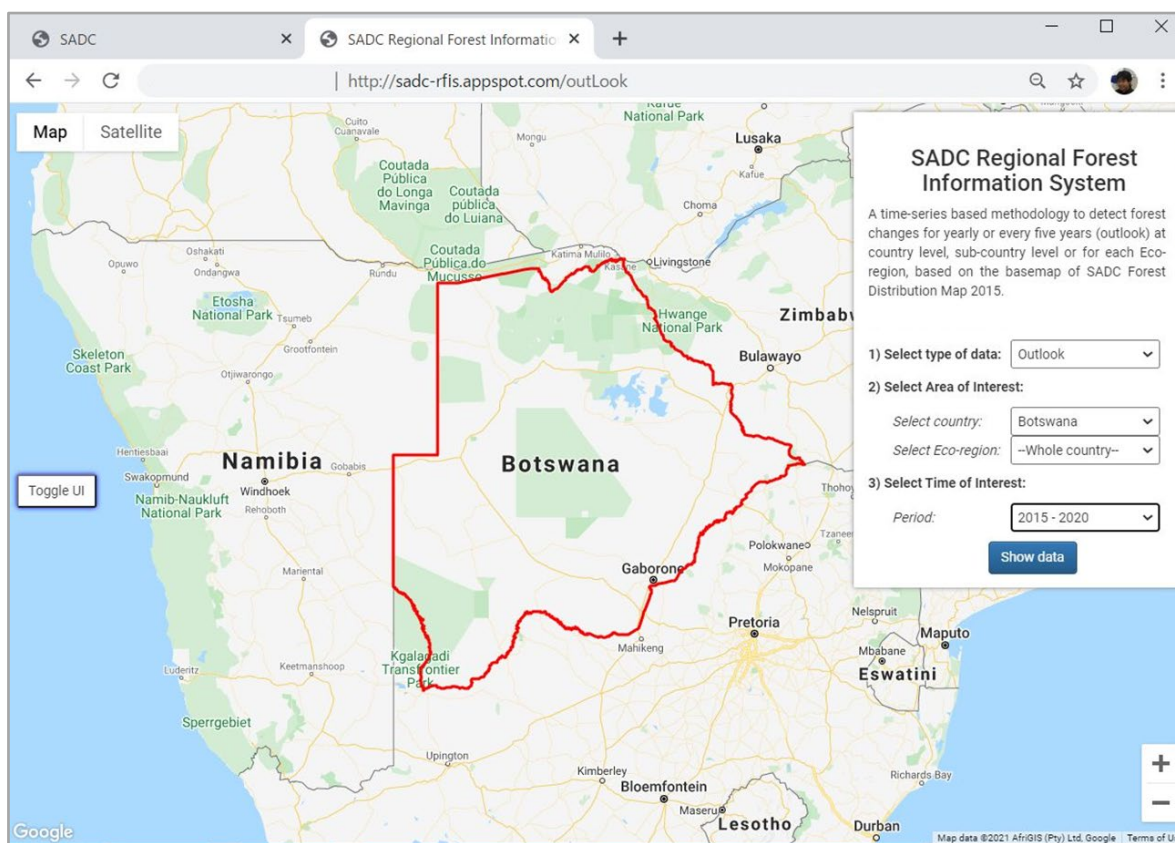 SADC
SADC Regional Forest Informatio
http://sadc-rfis.appspot.com/outLook
Map
Satellite
Toggle UI
Cuito
Cuanavale
Mongu
Kafue
National Park
Lusaka
Kafue
Coutada
Pública
do Longa
Mavinga
Coutada
pública
do Luiana
Choma
Coutada
Pública do
Mucusso
Katima Mulilo
Kasane
Livingstone
Oshakati
Opuwo
Ondangwa
Rundu
Etosha
National Park
Tsumeb
Grootfontein
Hwange
National Park
Zimbabw
Skeleton
Coast Park
Otjiwarongo
Bulawayo
Hentiesbaai
Swakopmund
Namibia
Gobabis
Windhoek
Botswana
Namib-Naukluft
National Park
Rehoboth
Thohoy
Tzaneen
Polokwane
Mokopane
Mariental
Gaborone
Nelspruit
Pretoria
Maputo
Mahikeng
Mbabane
Eswatini
Kgalagadi
Transfrontier
Park
Keetmanshoop
Luderitz
Sperrgebiet
Upington
Kimberley
Bloemfontein
Maseru
Lesotho
Richards Bay
Durban
SADC Regional Forest
Information System
A time-series based methodology to detect forest
changes for yearly or every five years (outlook) at
country level, sub-country level or for each Eco-
region, based on the basemap of SADC Forest
Distribution Map 2015.
1) Select type of data: Outlook
2) Select Area of Interest:
Select country: Botswana
Select Eco-region: --Whole country--
3) Select Time of Interest:
Period: 2015 - 2020
Show data
Google
Map data ©2021 AfriGIS (Pty) Ltd, Google
Terms of U